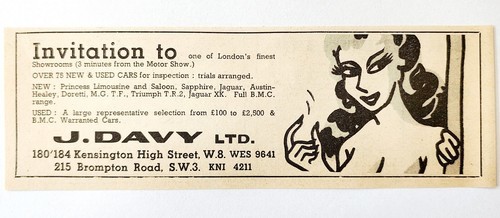 Invitation to one of London's finest
Showrooms (3 minutes from the Motor Show.)
OVER 75 NEW & USED CARS for inspection : trials arranged.
NEW : Princess Limousine and Saloon, Sapphire, Jaguar, Austin-
Healey, Doretti, M.G. T.F., Triumph T.R.2, Jaguar XK. Full B.M.C.
range.
USED : A large representative selection from £100 to £2,500 &
B.M.C. Warranted Cars.
J. DAVY LTD.
180'184 Kensington High Street, W.8. WES 9641
215 Brompton Road, S.W.3. KNI 4211